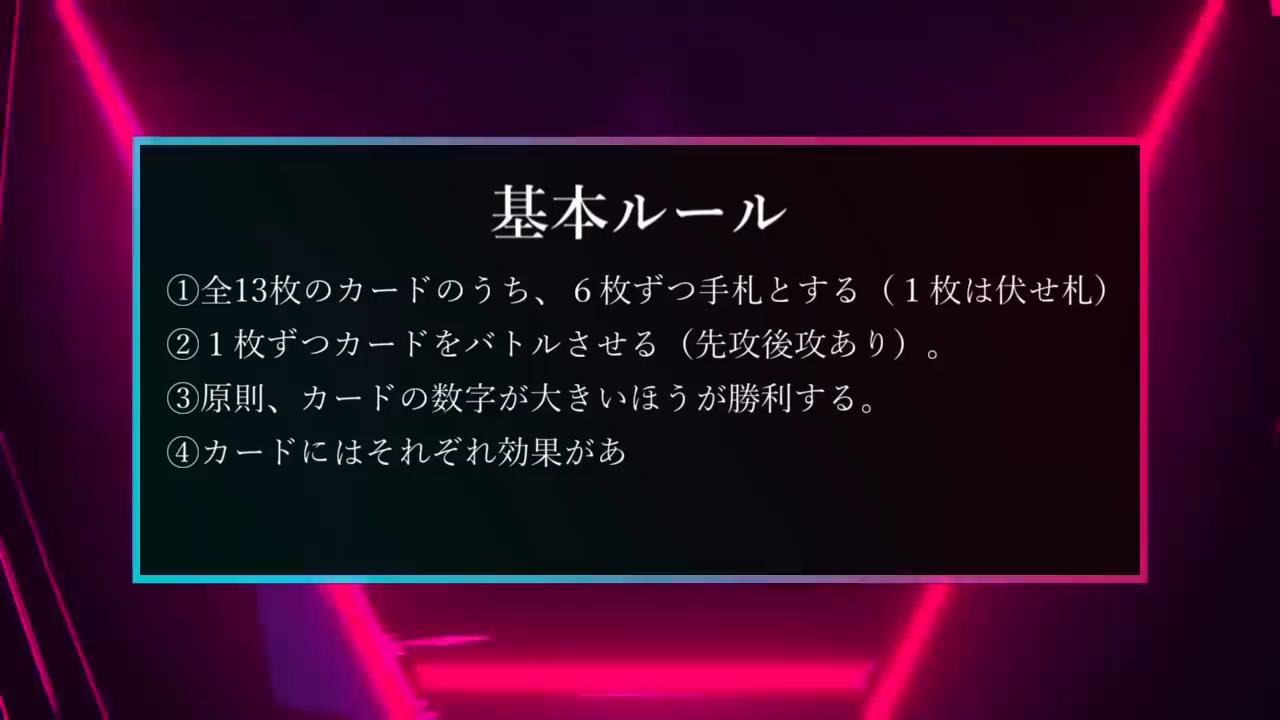 基本ルール
①全13枚のカードのうち、６枚ずつ手札とする（１枚は伏せ札）
②１枚ずつカードをバトルさせる（先攻後攻あり）。
③原則、カードの数字が大きいほうが勝利する。
④カードにはそれぞれ効果があ